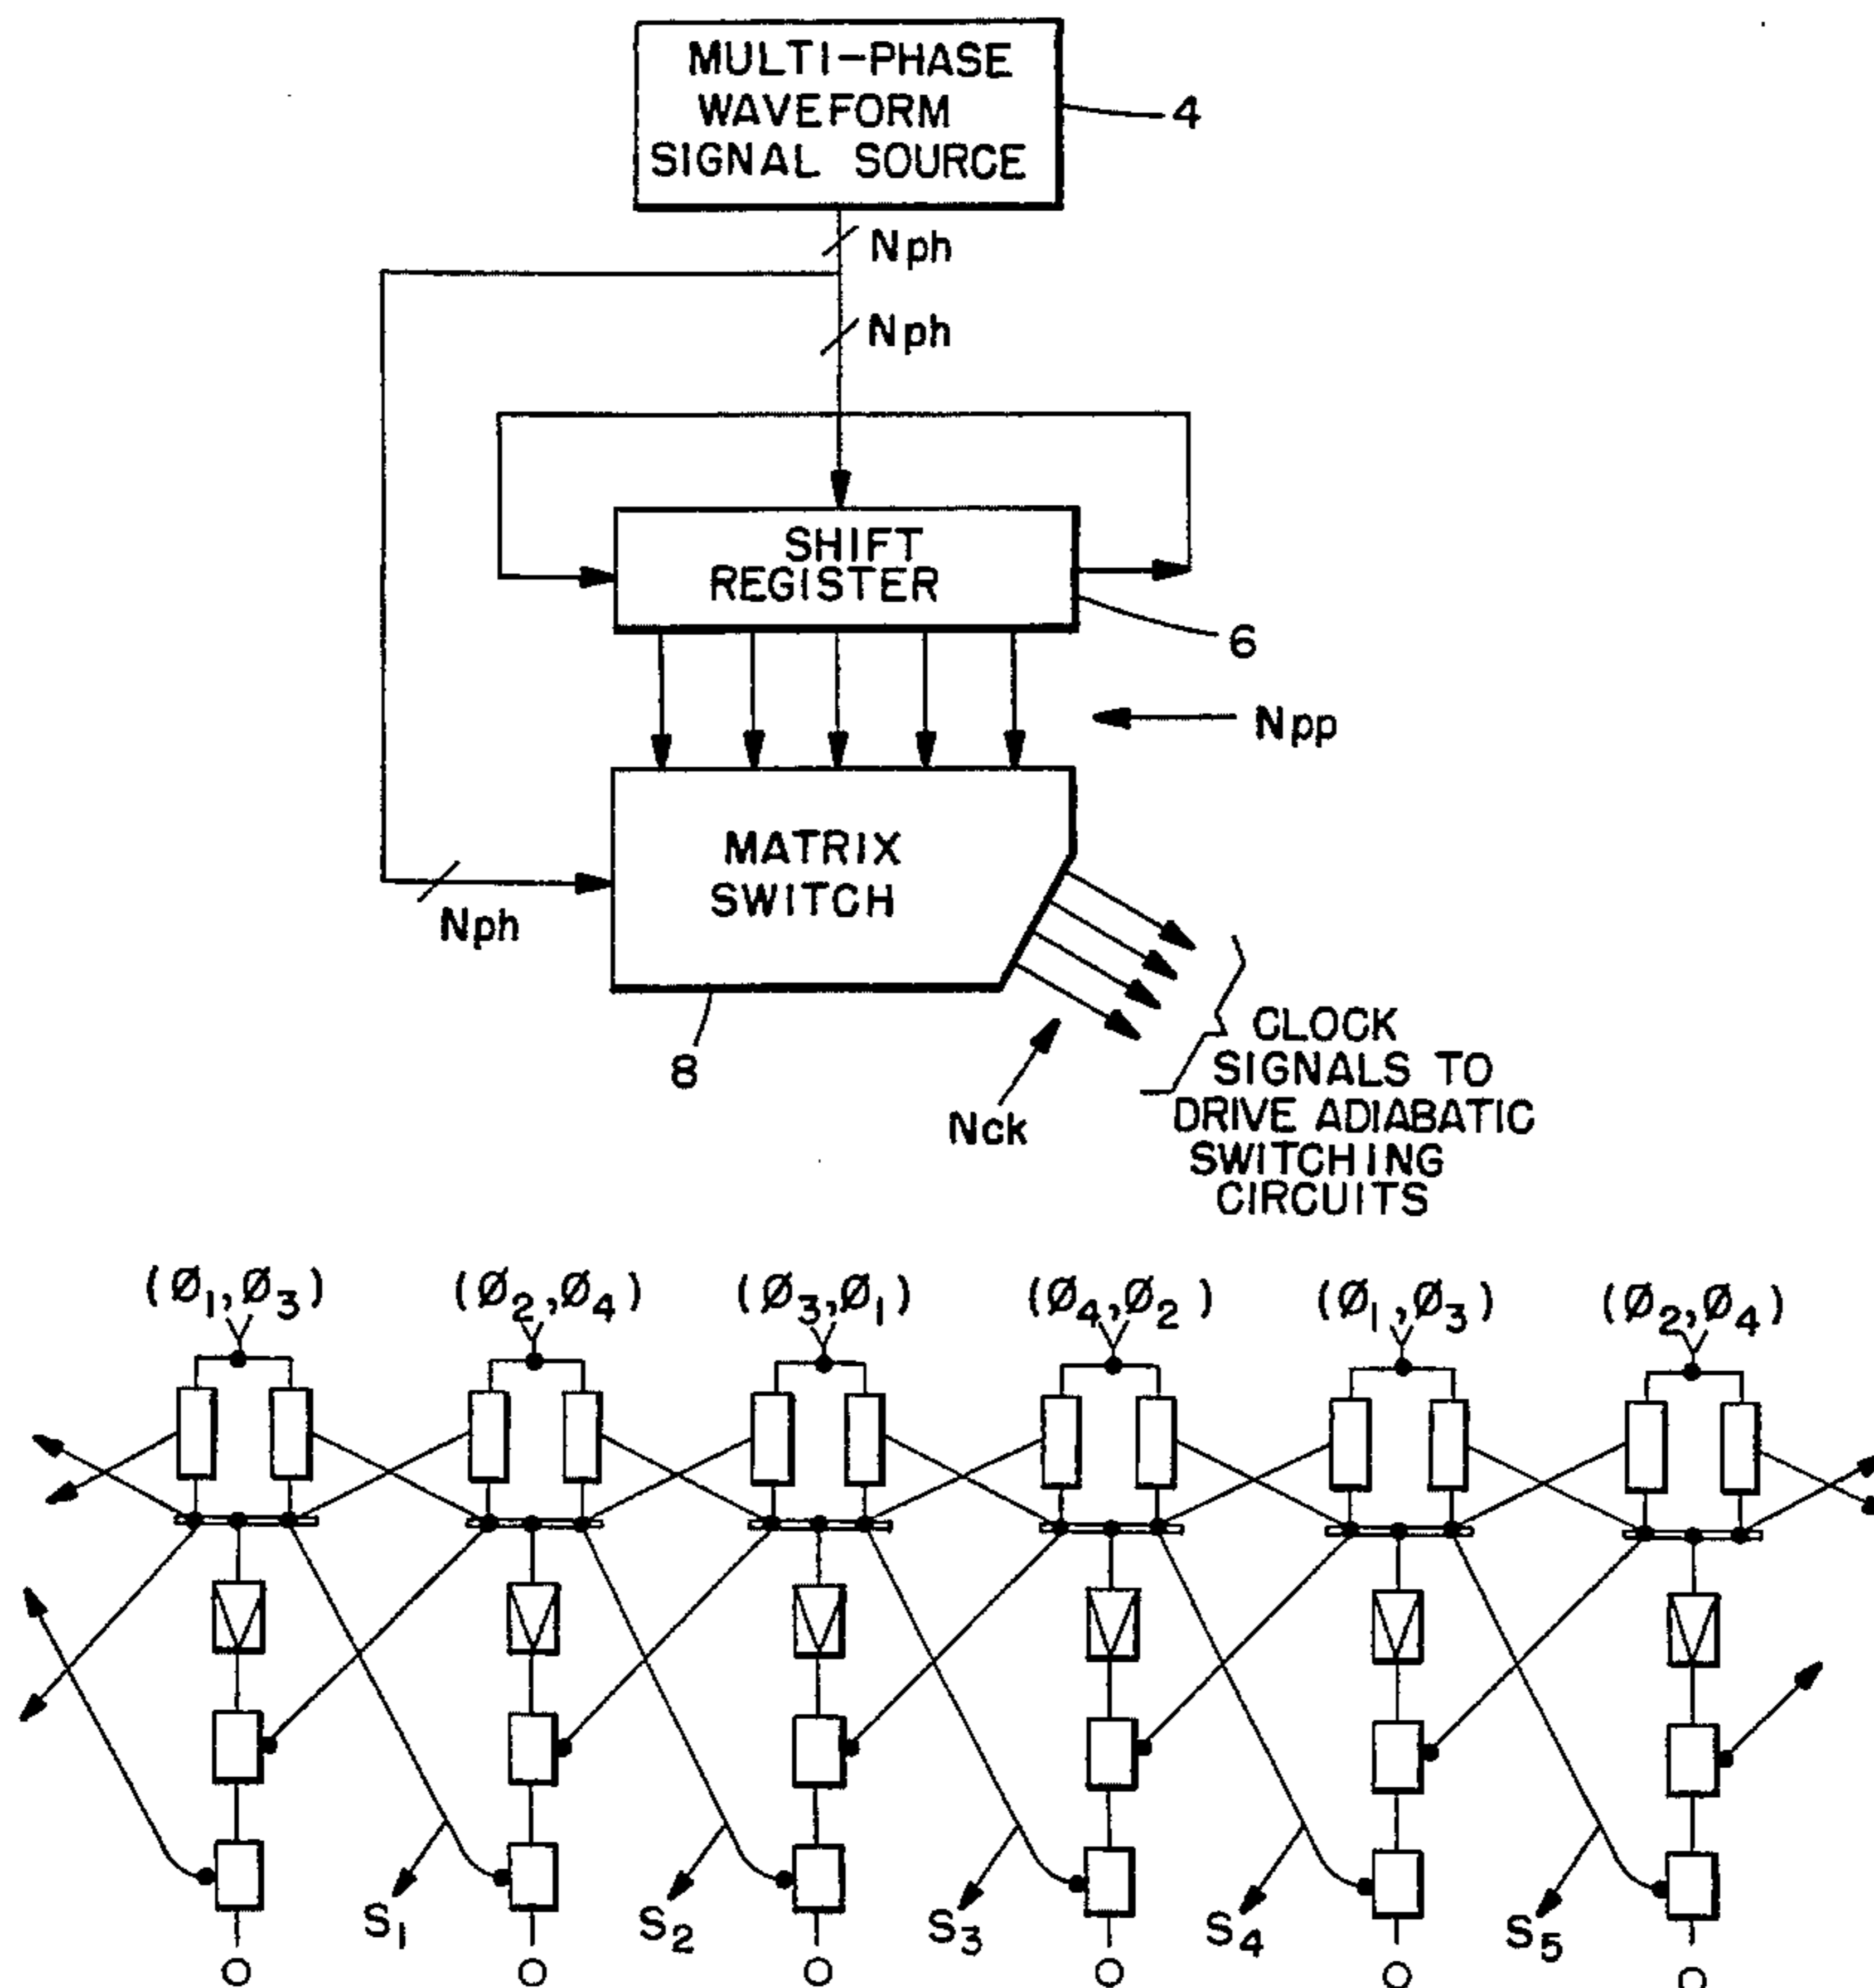 MULTI-PHASE
WAVEFORM
SIGNAL SOURCE
4
Nph
Nph
SHIFT
REGISTER
6
Npp
MATRIX
SWITCH
Nph
8
Nck
CLOCK
SIGNALS TO
DRIVE ADIABATIC
SWITCHING
CIRCUITS
(Ø1,Ø3) (Ø2,Ø4) (Ø3,Ø1) (Ø4,Ø2) (Ø1,Ø3) (Ø2,Ø4)
S1 S2 S3 S4 S5